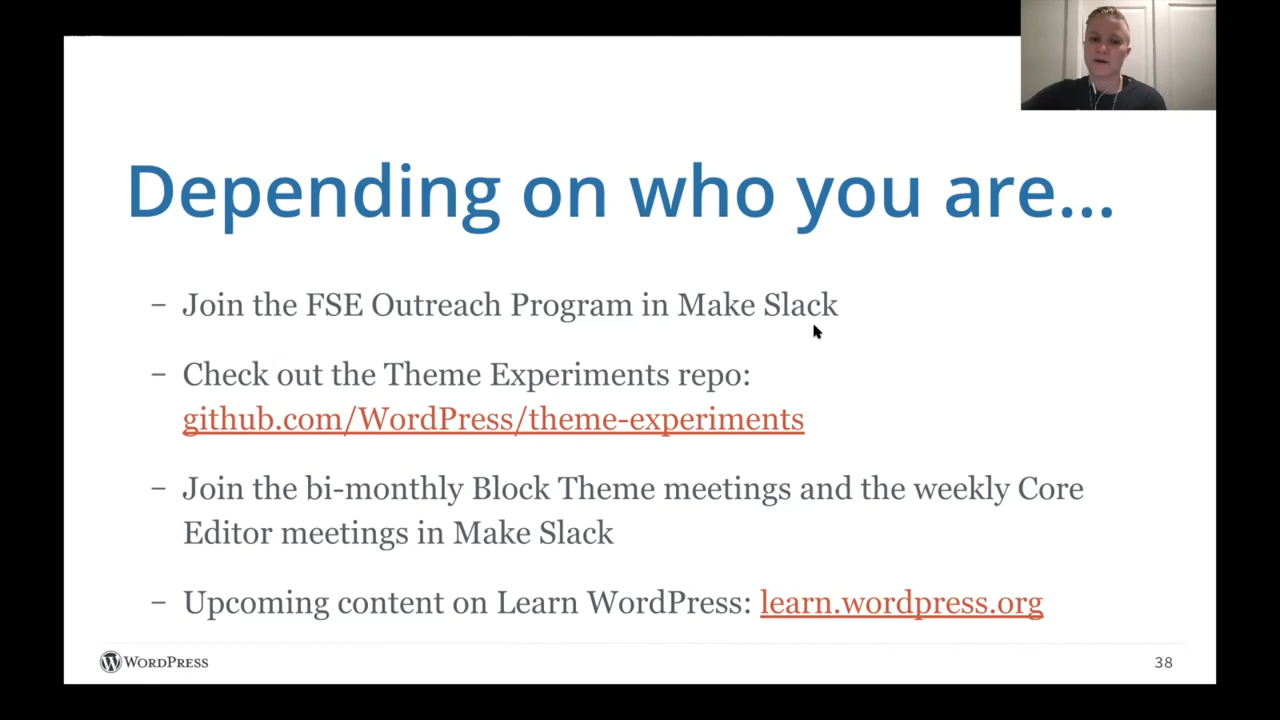 Depending on who you are...
– Join the FSE Outreach Program in Make Slack
– Check out the Theme Experiments repo:
github.com/WordPress/theme-experiments
– Join the bi-monthly Block Theme meetings and the weekly Core
Editor meetings in Make Slack
– Upcoming content on Learn WordPress: learn.wordpress.org
WORDPRESS
38